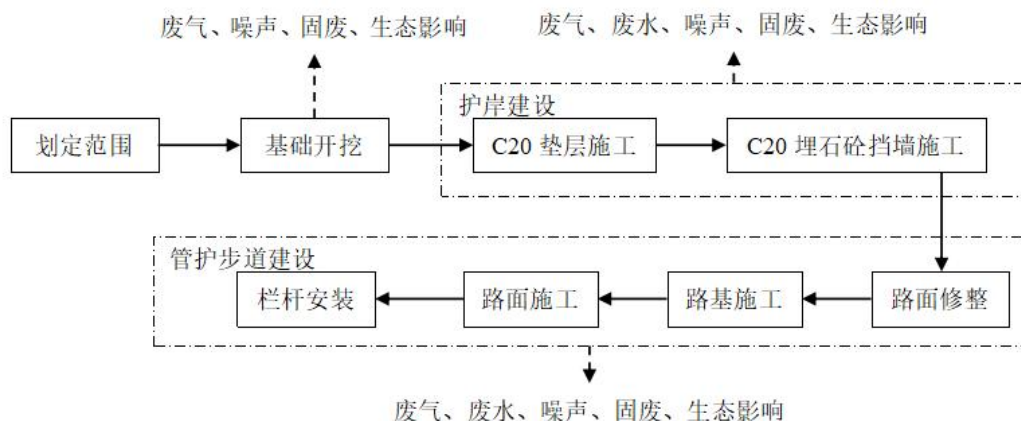 废气、噪声、固废、生态影响
废气、废水、噪声、固废、生态影响
护岸建设
划定范围
基础开挖
C20 垫层施工
C20 埋石砼挡墙施工
管护步道建设
栏杆安装
路面施工
路基施工
路面修整
废气、废水、噪声、固废、生态影响